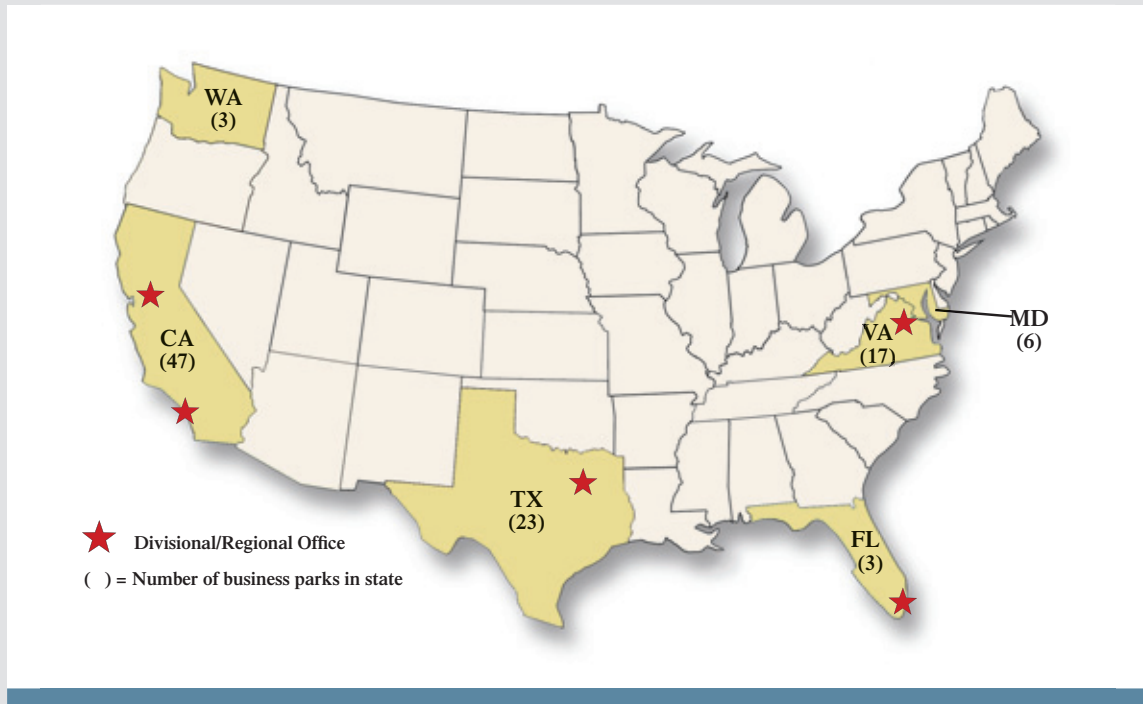 WA
(3)
CA
(47)
TX
(23)
VA
(17)
MD
(6)
FL
(3)
Divisional/Regional Office
( ) = Number of business parks in state